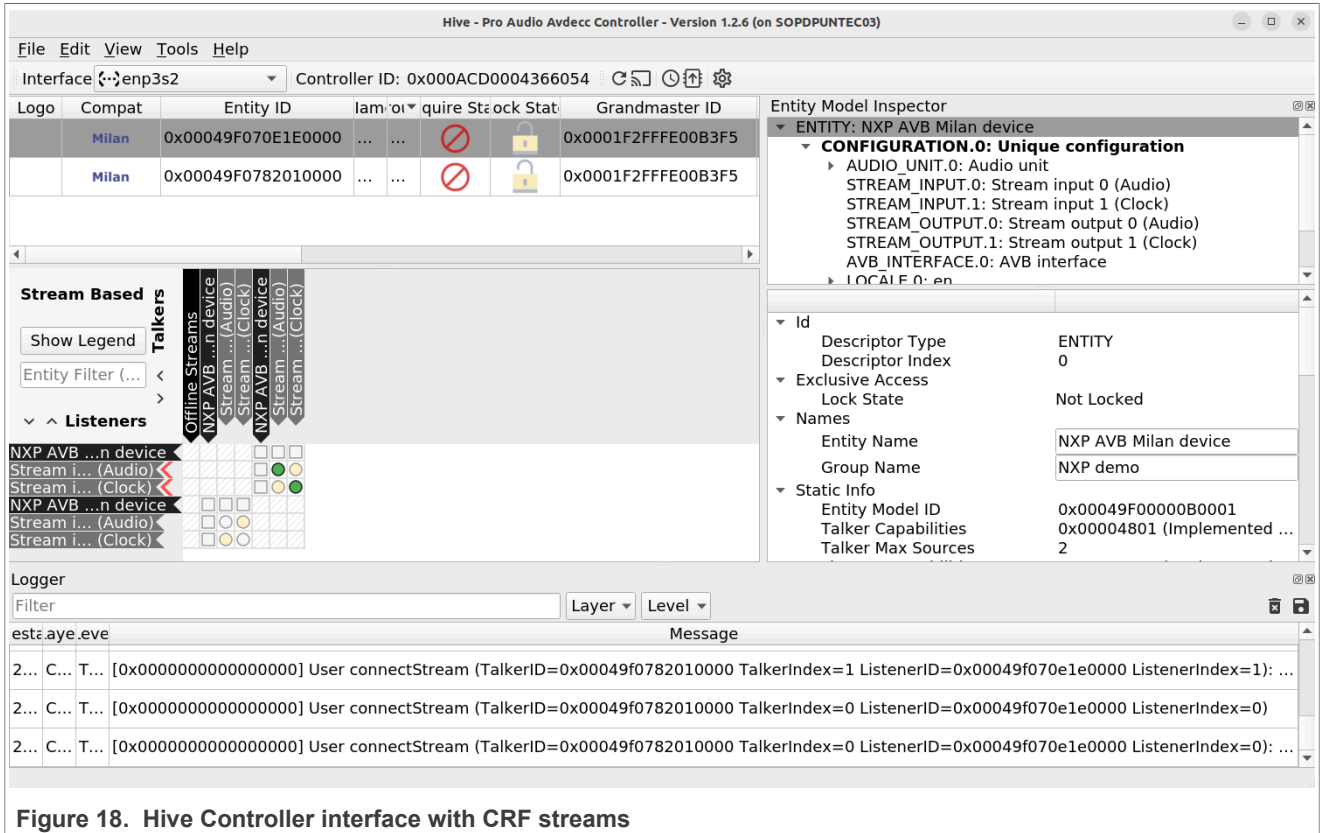 Hive - Pro Audio Avdecc Controller - Version 1.2.6 (on SOPDPUNTEC03)
File Edit View Tools Help
Interface enp3s2 Controller ID: 0x000ACD0004366054
Logo Compat Entity ID quire Sta ock Stat Grandmaster ID
Milan 0x00049F070E1E0000 ... ... 0x0001F2FFFE00B3F5
Milan 0x00049F0782010000 ... ... 0x0001F2FFFE00B3F5
Stream Based
Show Legend
Entity Filter (...
Talkers
Listeners
Offline Streams
NXP AVB ...n device
Stream ...(Audio)
Stream ...(Clock)
NXP AVB ...n device
Stream ...(Audio)
Stream ...(Clock)
NXP AVB ...n device
Stream i... (Audio)
Stream i... (Clock)
NXP AVB ...n device
Stream i... (Audio)
Stream i... (Clock)
Entity Model Inspector
ENTITY: NXP AVB Milan device
CONFIGURATION.0: Unique configuration
AUDIO_UNIT.0: Audio unit
STREAM_INPUT.0: Stream input 0 (Audio)
STREAM_INPUT.1: Stream input 1 (Clock)
STREAM_OUTPUT.0: Stream output 0 (Audio)
STREAM_OUTPUT.1: Stream output 1 (Clock)
AVB_INTERFACE.0: AVB interface
LOCALE.0: en
Id
Descriptor Type ENTITY
Descriptor Index 0
Exclusive Access
Lock State Not Locked
Names
Entity Name NXP AVB Milan device
Group Name NXP demo
Static Info
Entity Model ID 0x00049F00000B0001
Talker Capabilities 0x00004801 (Implemented ...
Talker Max Sources 2
Logger
Filter Layer Level
esta aye eve Message
2... C... T... [0x0000000000000000] User connectStream (TalkerID=0x00049f0782010000 TalkerIndex=1 ListenerID=0x00049f070e1e0000 ListenerIndex=1): ...
2... C... T... [0x0000000000000000] User connectStream (TalkerID=0x00049f0782010000 TalkerIndex=0 ListenerID=0x00049f070e1e0000 ListenerIndex=0)
2... C... T... [0x0000000000000000] User connectStream (TalkerID=0x00049f0782010000 TalkerIndex=0 ListenerID=0x00049f070e1e0000 ListenerIndex=0): ...
Figure 18. Hive Controller interface with CRF streams